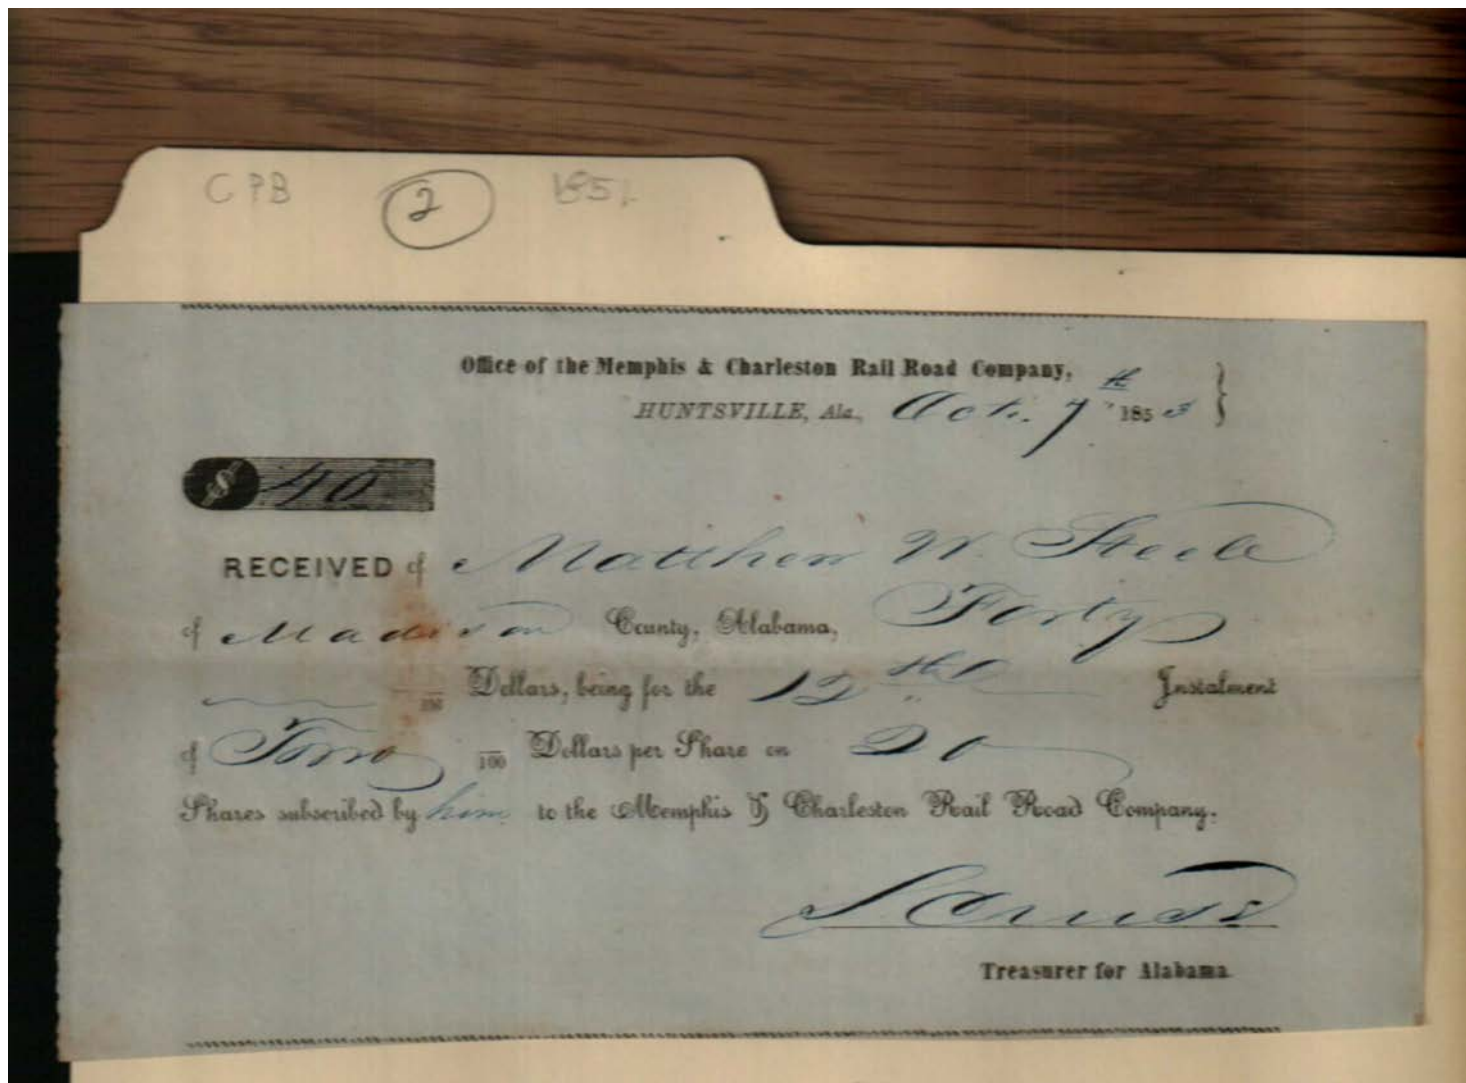 CPB 2 1851
Office of the Memphis & Charleston Rail Road Company,
HUNTSVILLE, Ala., Oct. 7th 1853
$ 40
RECEIVED of Matthew W. Steele
of Madison County, Alabama, Forty
100 Dollars, being for the 12th Instalment
of Two 100 Dollars per Share on 20
Shares subscribed by him to the Memphis & Charleston Rail Road Company.
Treasurer for Alabama.